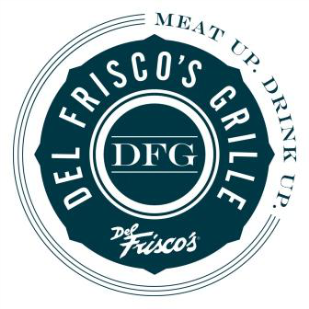 MEAT UP. DRINK UP.
DEL FRISCO'S GRILLE
DFG
Del
Frisco's